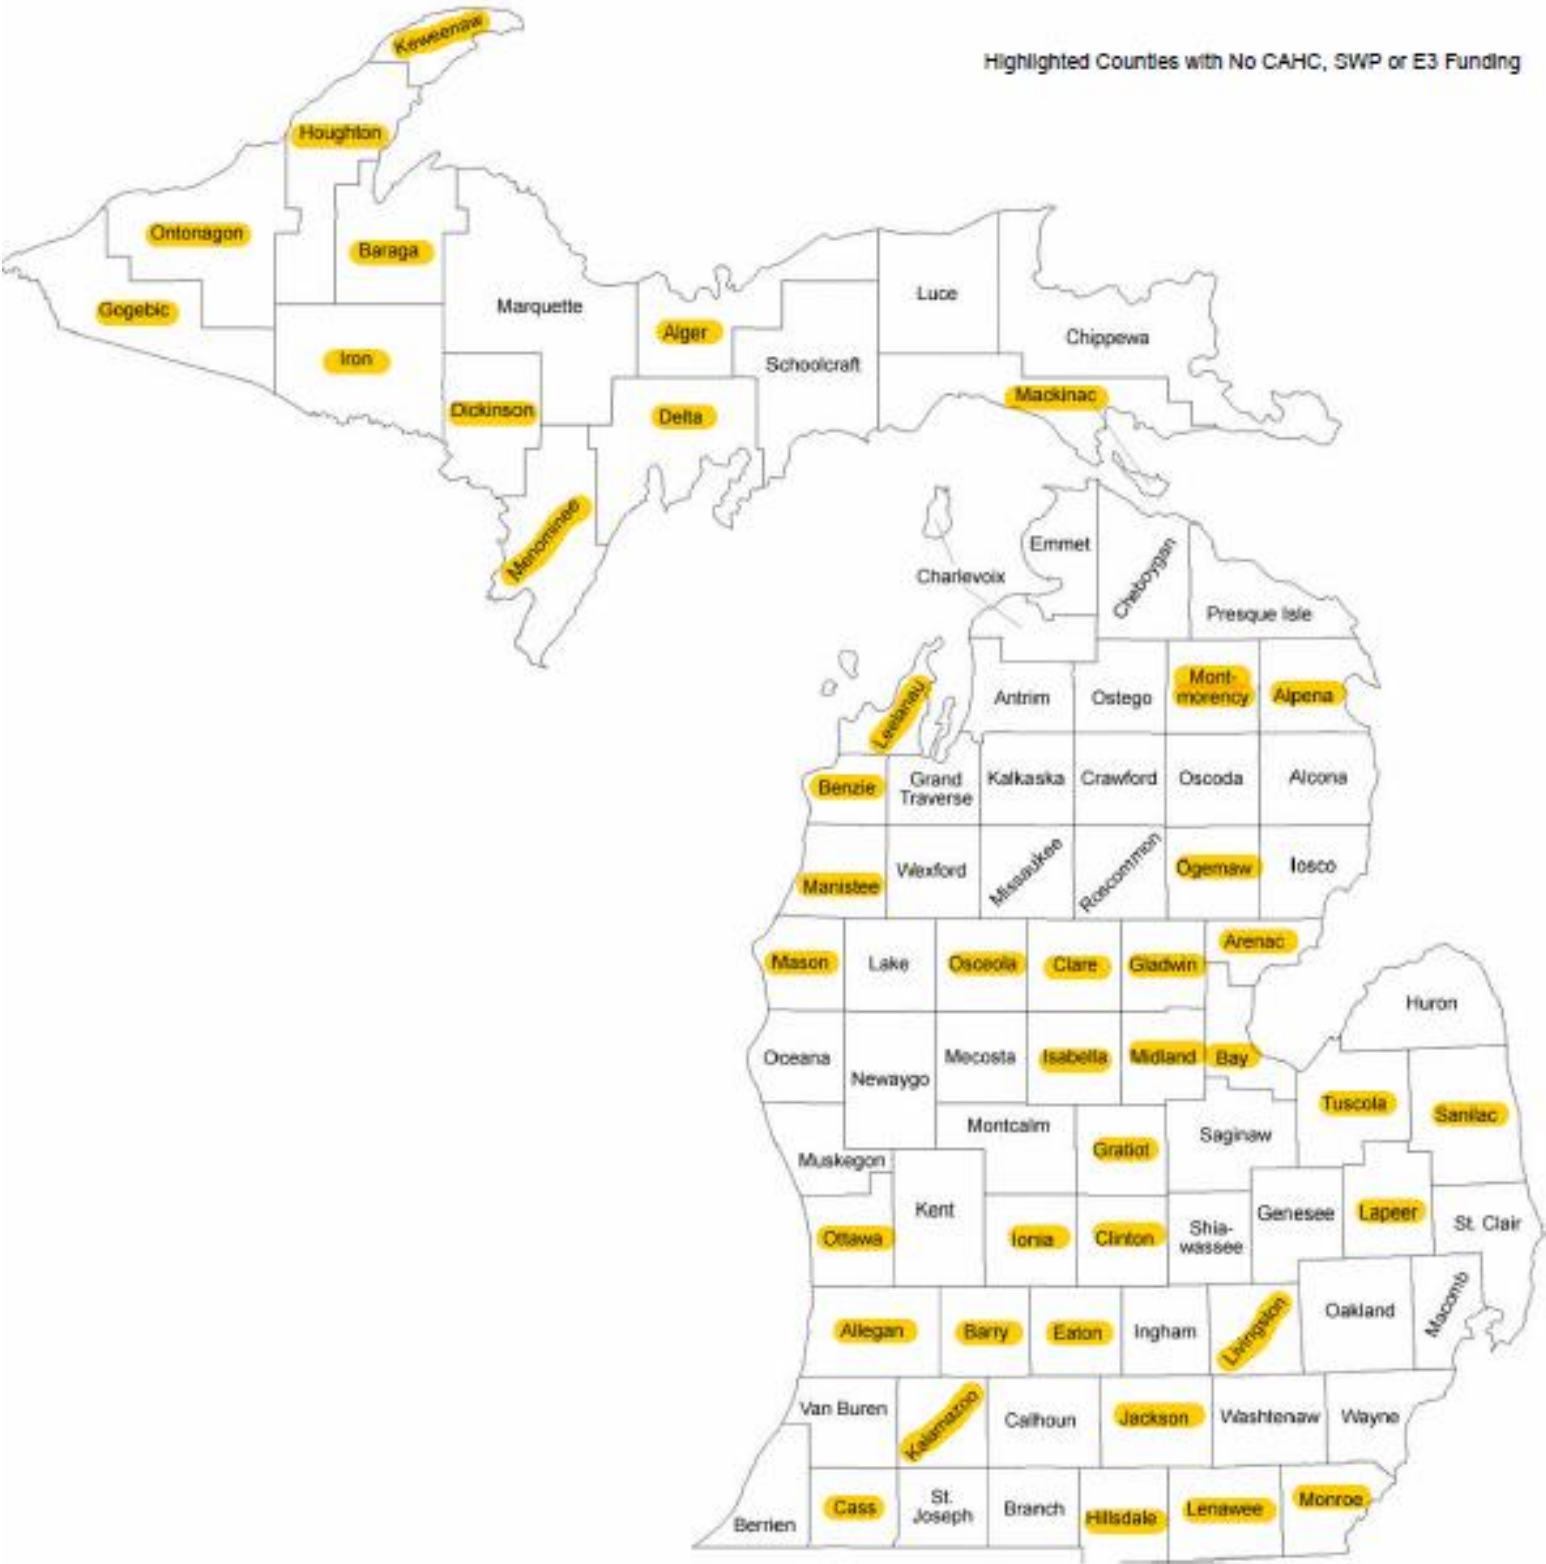 Keweenaw
Highlighted Counties with No CAHC, SWP or E3 Funding
Houghton
Ontonagon
Baraga
Gogebic
Marquette
Luce
Alger
Chippewa
Iron
Schoolcraft
Dickinson
Delta
Mackinac
Menominee
Emmet
Charlevoix
Cheboygan
Presque Isle
Leelanau
Antrim
Ostego
Mont-
morency
Alpena
Benzie
Grand
Traverse
Kalkaska
Crawford
Oscoda
Alcona
Manistee
Wexford
Missaukee
Roscommon
Ogemaw
Iosco
Mason
Lake
Osceola
Clare
Gladwin
Arenac
Huron
Oceana
Newaygo
Mecosta
Isabella
Midland
Bay
Tuscola
Sanilac
Muskegon
Montcalm
Gratiot
Saginaw
Ottawa
Kent
Ionia
Clinton
Shia-
wassee
Genesee
Lapeer
St. Clair
Allegan
Barry
Eaton
Ingham
Livingston
Oakland
Macomb
Van Buren
Kalamazoo
Calhoun
Jackson
Washtenaw
Wayne
Berrien
Cass
St.
Joseph
Branch
Hillsdale
Lenawee
Monroe